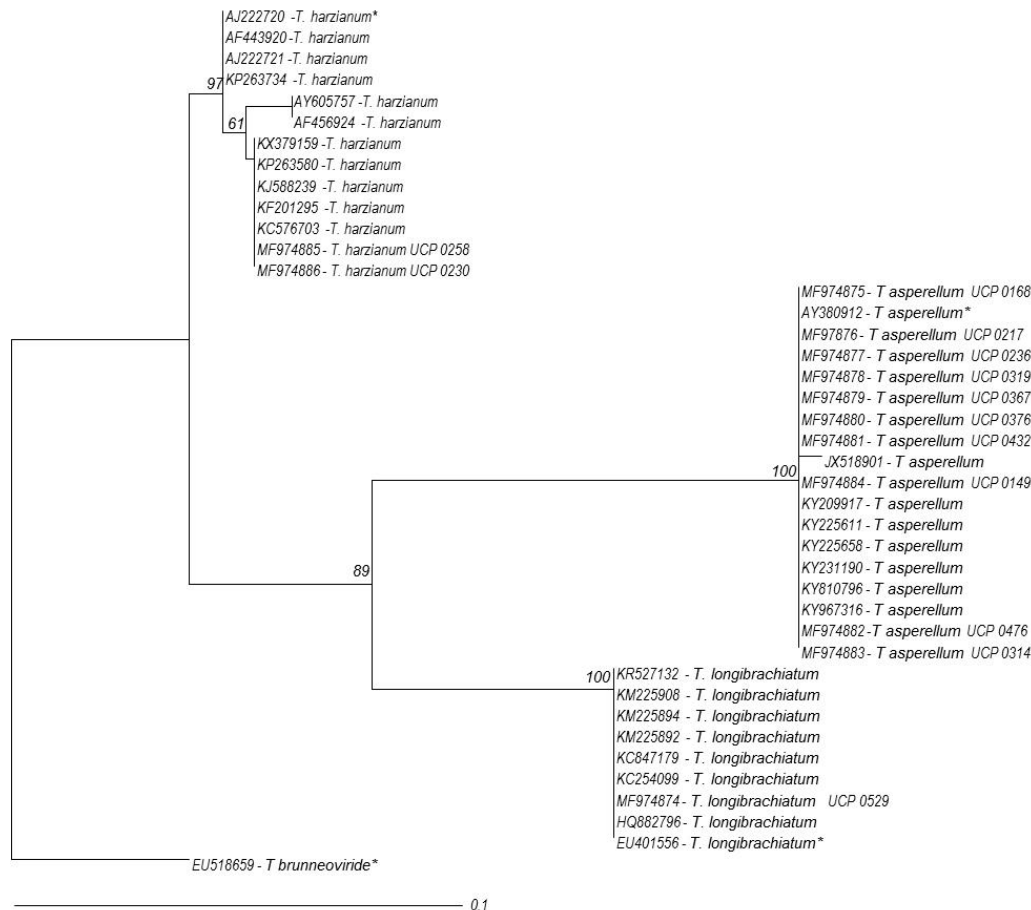 AJ222720 -T. harzianum*
AF443920-T. harzianum
AJ222721 -T. harzianum
KP263734 -T. harzianum
97
AY605757 -T. harzianum
61
AF456924 -T. harzianum
KX379159 -T. harzianum
KP263580 -T. harzianum
KJ588239 -T. harzianum
KF201295 -T. harzianum
KC576703 -T. harzianum
MF974885 - T. harzianum UCP 0258
MF974886 - T. harzianum UCP 0230
MF974875 - T asperellum UCP 0168
AY380912 - T. asperellum*
MF97876 - T asperellum UCP 0217
MF974877 - T asperellum UCP 0236
MF974878 - T asperellum UCP 0319
MF974879 - T asperellum UCP 0367
MF974880 - T asperellum UCP 0376
MF974881 - T asperellum UCP 0432
JX518901 - T asperellum
100
MF974884 - T asperellum UCP 0149
KY209917 - T asperellum
KY225611 - T asperellum
KY225658 - T asperellum
KY231190 - T asperellum
KY810796 - T asperellum
KY967316 - T asperellum
MF974882 -T asperellum UCP 0476
MF974883 - T asperellum UCP 0314
89
100
KR527132 - T. longibrachiatum
KM225908 - T. longibrachiatum
KM225894 - T. longibrachiatum
KM225892 - T. longibrachiatum
KC847179 - T. longibrachiatum
KC254099 - T. longibrachiatum
MF974874 - T. longibrachiatum UCP 0529
HQ882796 - T. longibrachiatum
EU401556 - T. longibrachiatum*
EU518659 - T brunneoviride*
0.1